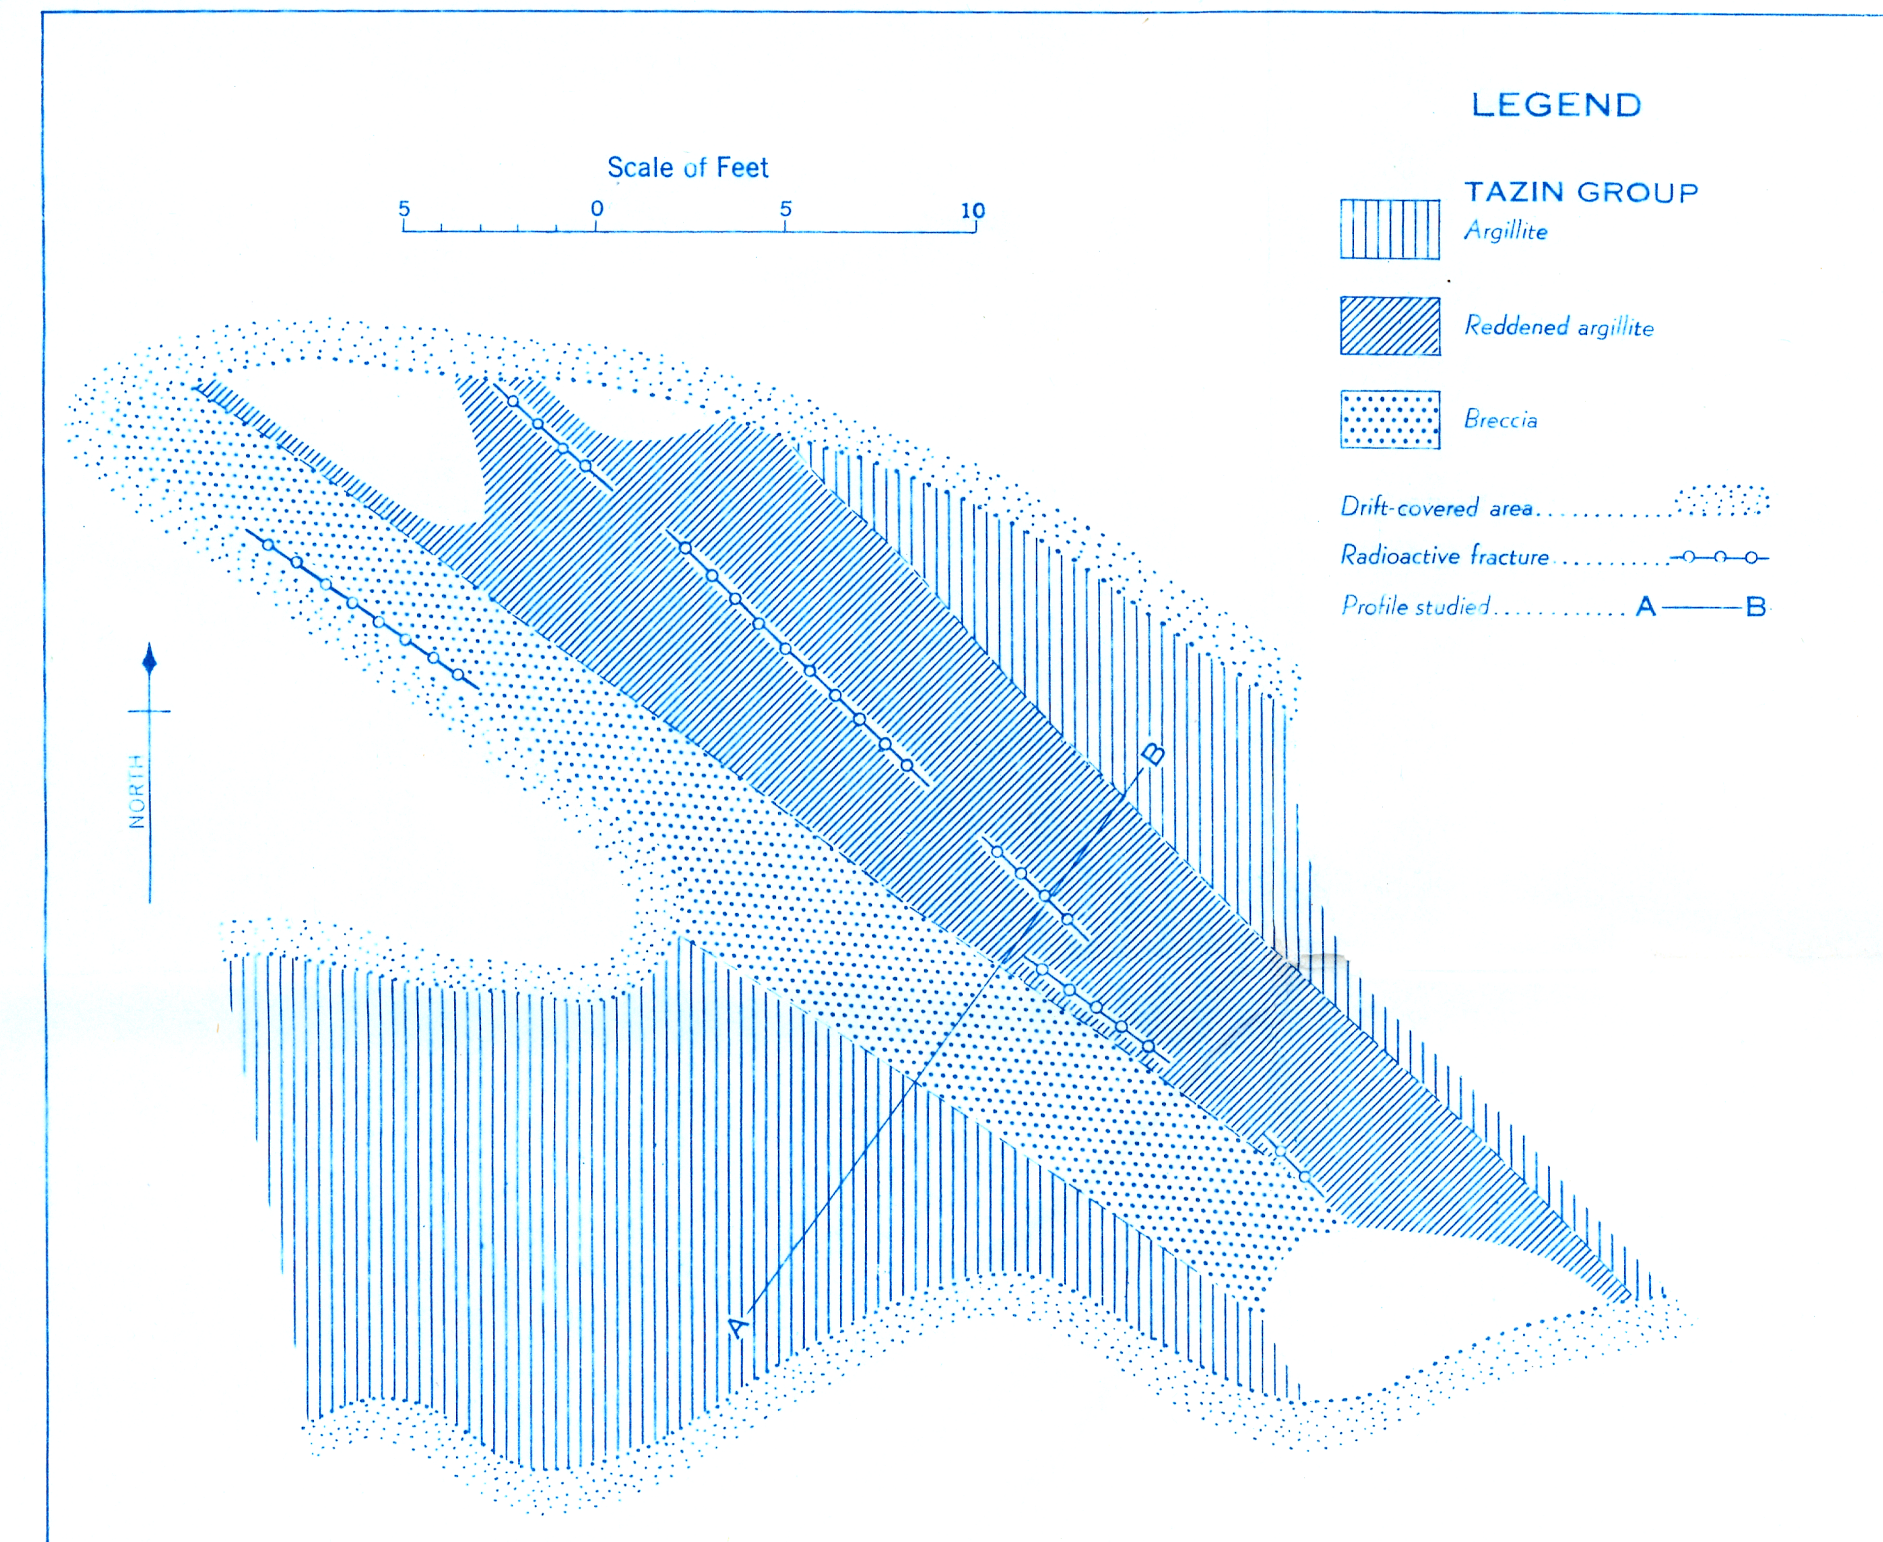 LEGEND
Scale of Feet
5 0 5 10
TAZIN GROUP
Argillite
Reddened argillite
Breccia
Drift-covered area
Radioactive fracture
Profile studied A B
NORTH
B
A